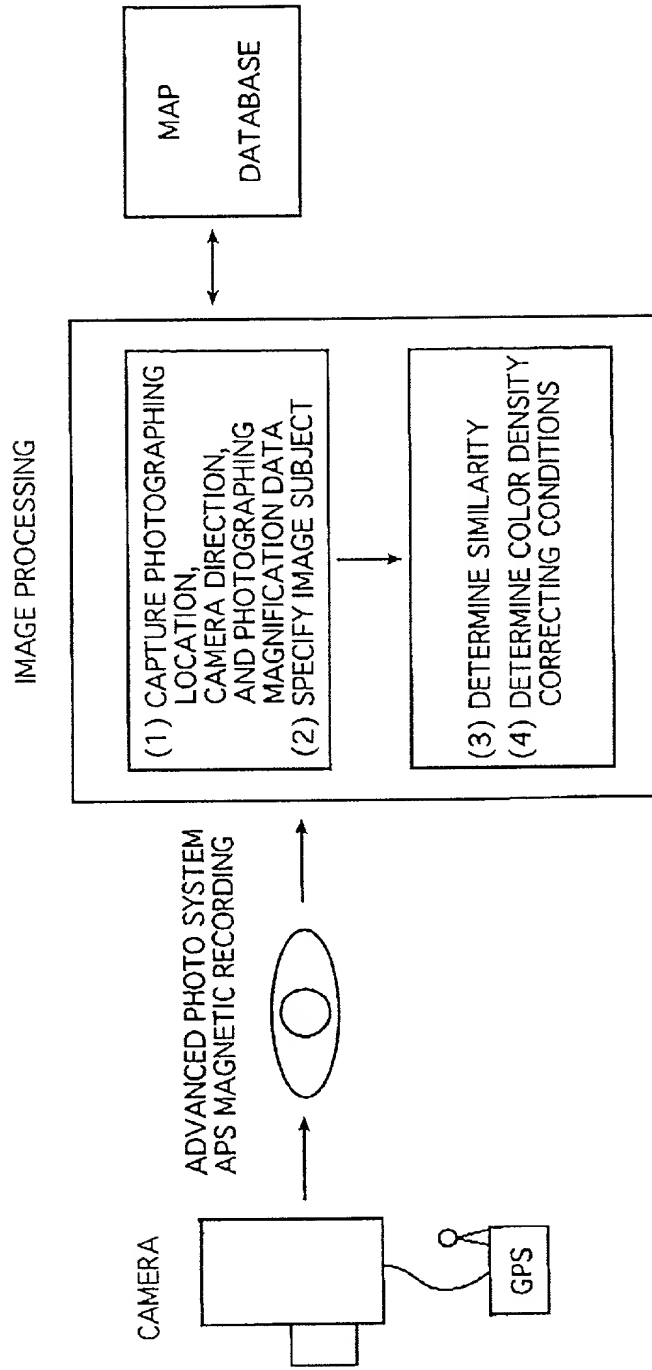 IMAGE PROCESSING
CAMERA
ADVANCED PHOTO SYSTEM
APS MAGNETIC RECORDING
GPS
(1) CAPTURE PHOTOGRAPHING
LOCATION,
CAMERA DIRECTION,
AND PHOTOGRAPHING
MAGNIFICATION DATA
(2) SPECIFY IMAGE SUBJECT
(3) DETERMINE SIMILARITY
(4) DETERMINE COLOR DENSITY
CORRECTING CONDITIONS
MAP
DATABASE